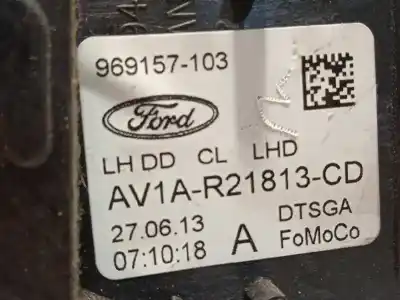 969157-103
Ford
LH DD CL LHD
AV1A-R21813-CD
27.06.13 A DTSGA
07:10:18 FoMoCo